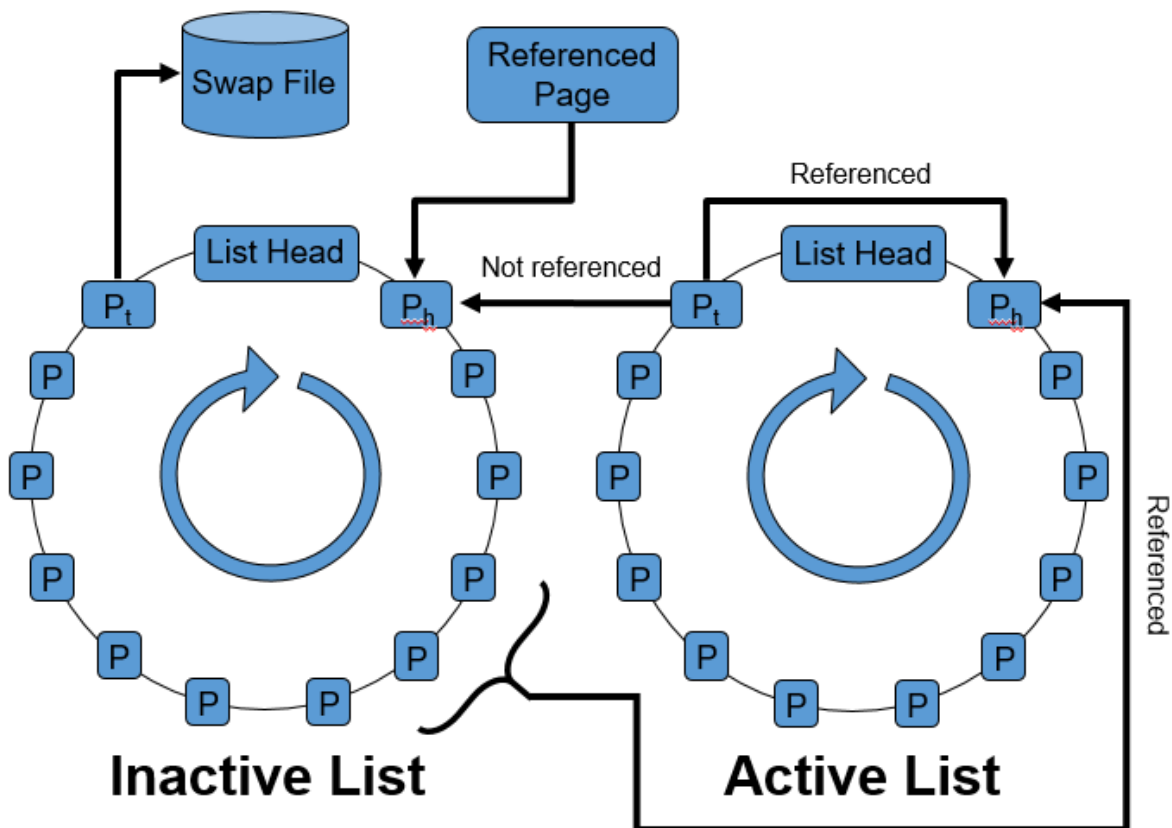 Swap File
Referenced
Page
Referenced
List Head
Not referenced
List Head
Pt
Ph
Pt
Ph
P
P
P
P
P
P
P
P
Referenced
P
P
P
P
P
P
P
P
P
P
P
P
Inactive List
Active List